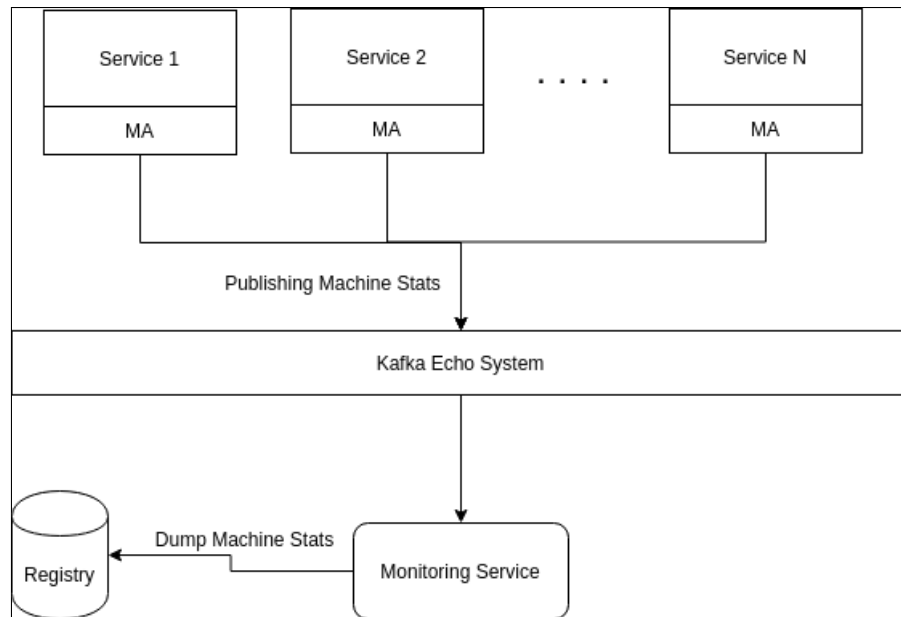 Service 1
Service 2
. . . .
Service N
MA
MA
MA
Publishing Machine Stats
Kafka Echo System
Dump Machine Stats
Registry
Monitoring Service